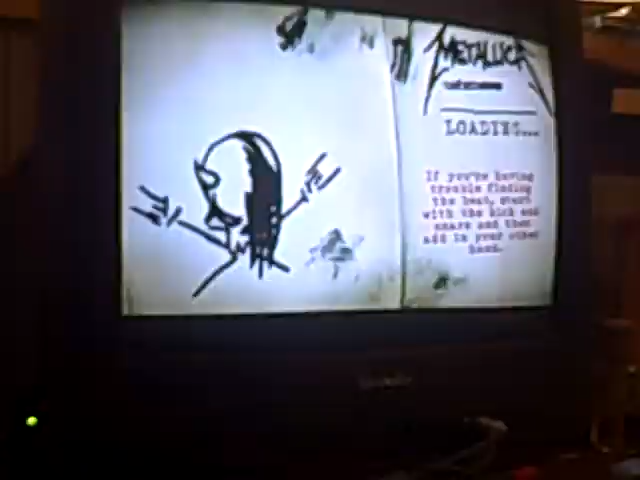 METALLICA
LOADING...
If you're having
trouble finding
the beat, start
with the kick and
snare and then
add in your other
hand.